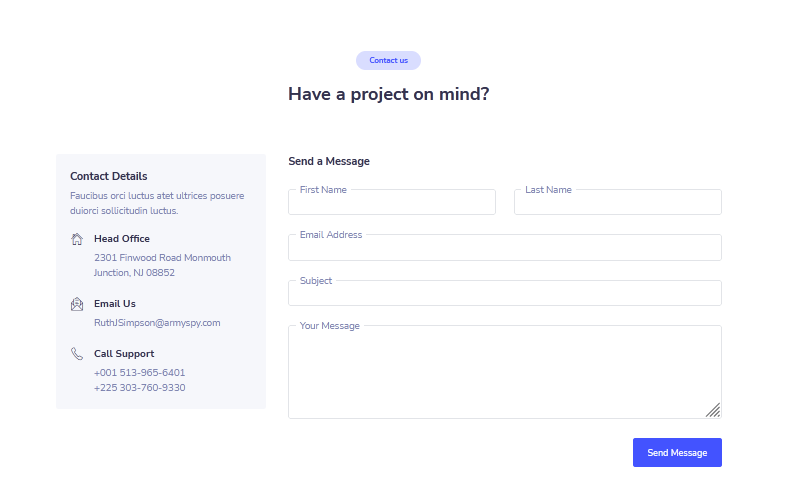 Contact us
Have a project on mind?
Contact Details
Faucibus orci luctus atet ultrices posuere
duiorci sollicitudin luctus.
Head Office
2301 Finwood Road Monmouth
Junction, NJ 08852
Email Us
RuthJSimpson@armyspy.com
Call Support
+001 513-965-6401
+225 303-760-9330
Send a Message
First Name
Last Name
Email Address
Subject
Your Message
Send Message